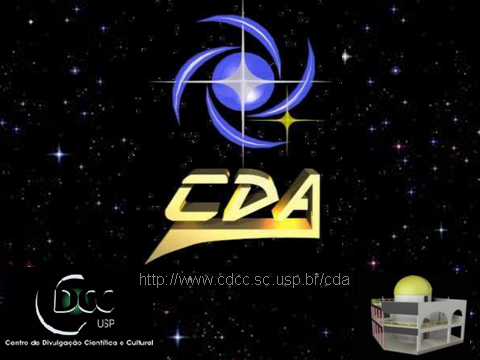 CDA
http://www.cdcc.sc.usp.br/cda
CDCC
USP
Centro de Divulgação Científica e Cultural